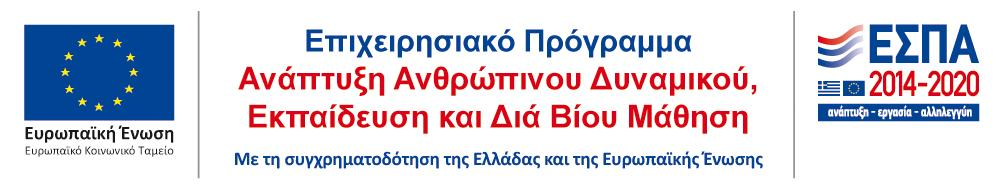 Ευρωπαϊκή Ένωση
Ευρωπαϊκό Κοινωνικό Ταμείο
Επιχειρησιακό Πρόγραμμα
Ανάπτυξη Ανθρώπινου Δυναμικού,
Εκπαίδευση και Διά Βίου Μάθηση
Με τη συγχρηματοδότηση της Ελλάδας και της Ευρωπαϊκής Ένωσης
ΕΣΠΑ
2014-2020
ανάπτυξη - εργασία - αλληλεγγύη